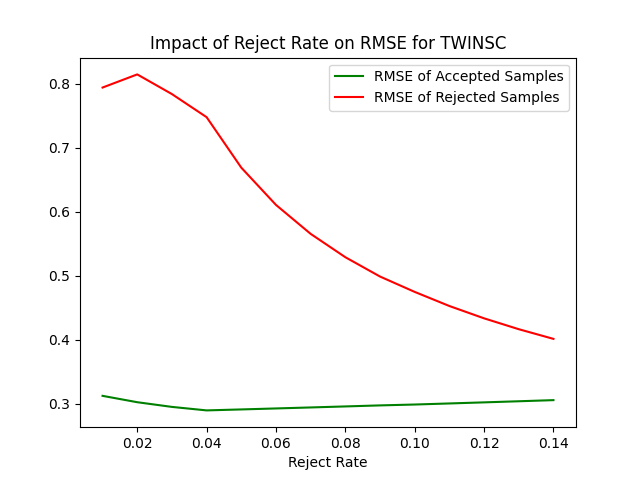 Impact of Reject Rate on RMSE for TWINSC
RMSE of Accepted Samples
RMSE of Rejected Samples
0.8
0.7
0.6
0.5
0.4
0.3
0.02 0.04 0.06 0.08 0.10 0.12 0.14
Reject Rate